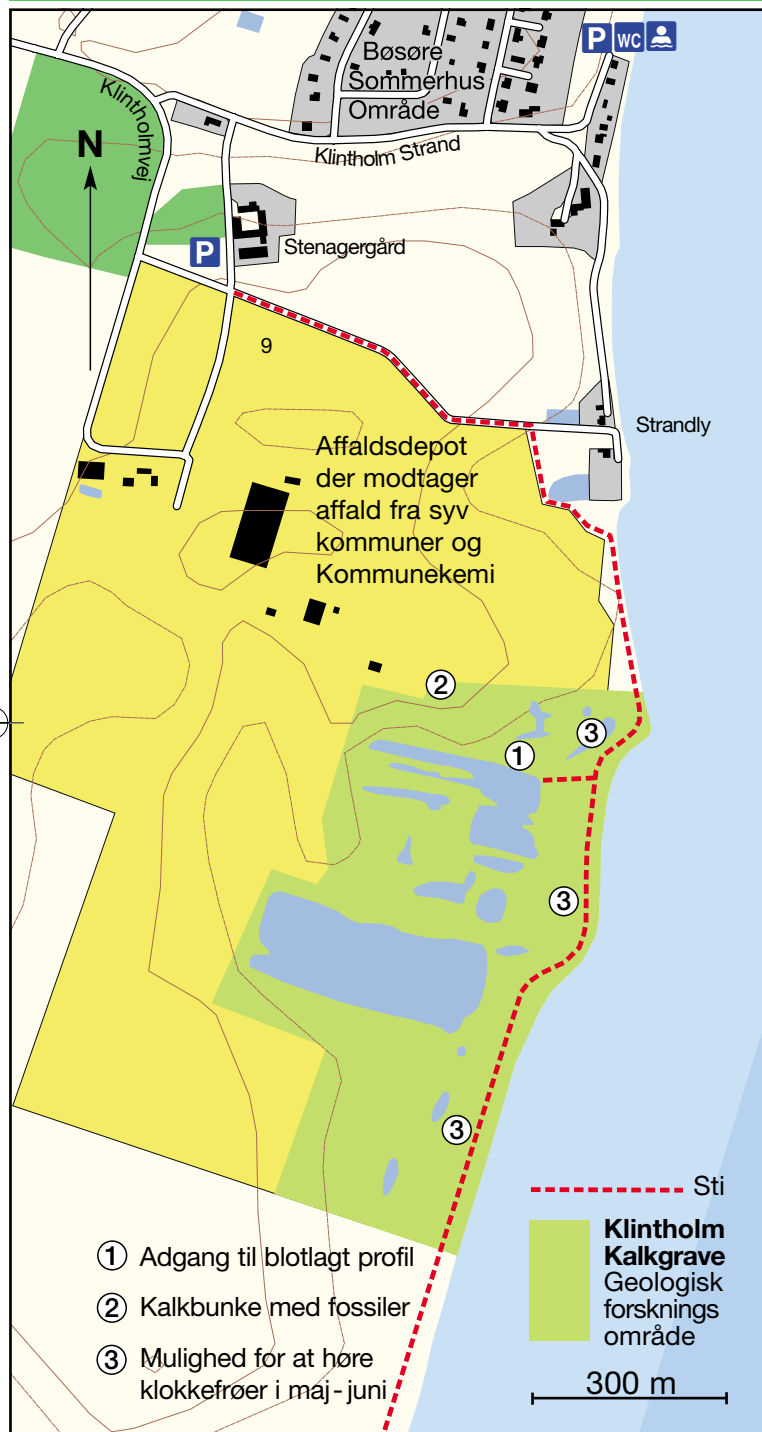 P WC
Bøsøre
Sommerhus
Område
Klintholmvej
Klintholm Strand
N
P
Stenagergård
9
Strandly
Affaldsdepot
der modtager
affald fra syv
kommuner og
Kommunekemi
2
3
1
3
3
Sti
Klintholm
Kalkgrave
Geologisk
forsknings
område
1 Adgang til blotlagt profil
2 Kalkbunke med fossiler
3 Mulighed for at høre
klokkefrøer i maj - juni
300 m